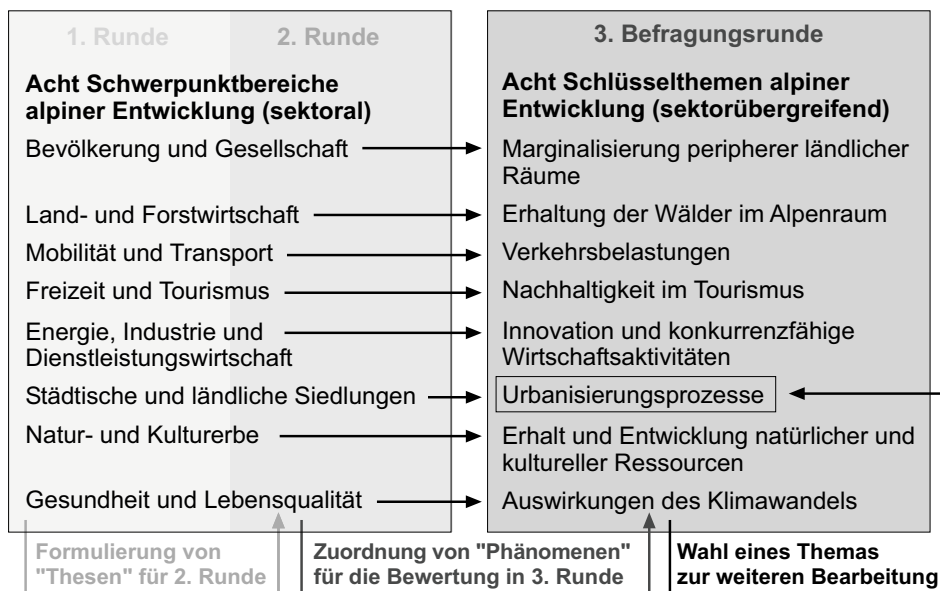 1. Runde
2. Runde
Acht Schwerpunktbereiche
alpiner Entwicklung (sektoral)
Bevölkerung und Gesellschaft
Land- und Forstwirtschaft
Mobilität und Transport
Freizeit und Tourismus
Energie, Industrie und
Dienstleistungswirtschaft
Städtische und ländliche Siedlungen
Natur- und Kulturerbe
Gesundheit und Lebensqualität
3. Befragungsrunde
Acht Schlüsselthemen alpiner
Entwicklung (sektorübergreifend)
Marginalisierung peripherer ländlicher
Räume
Erhaltung der Wälder im Alpenraum
Verkehrsbelastungen
Nachhaltigkeit im Tourismus
Innovation und konkurrenzfähige
Wirtschaftsaktivitäten
Urbanisierungsprozesse
Erhalt und Entwicklung natürlicher und
kultureller Ressourcen
Auswirkungen des Klimawandels
Formulierung von
"Thesen" für 2. Runde
Zuordnung von "Phänomenen"
für die Bewertung in 3. Runde
Wahl eines Themas
zur weiteren Bearbeitung